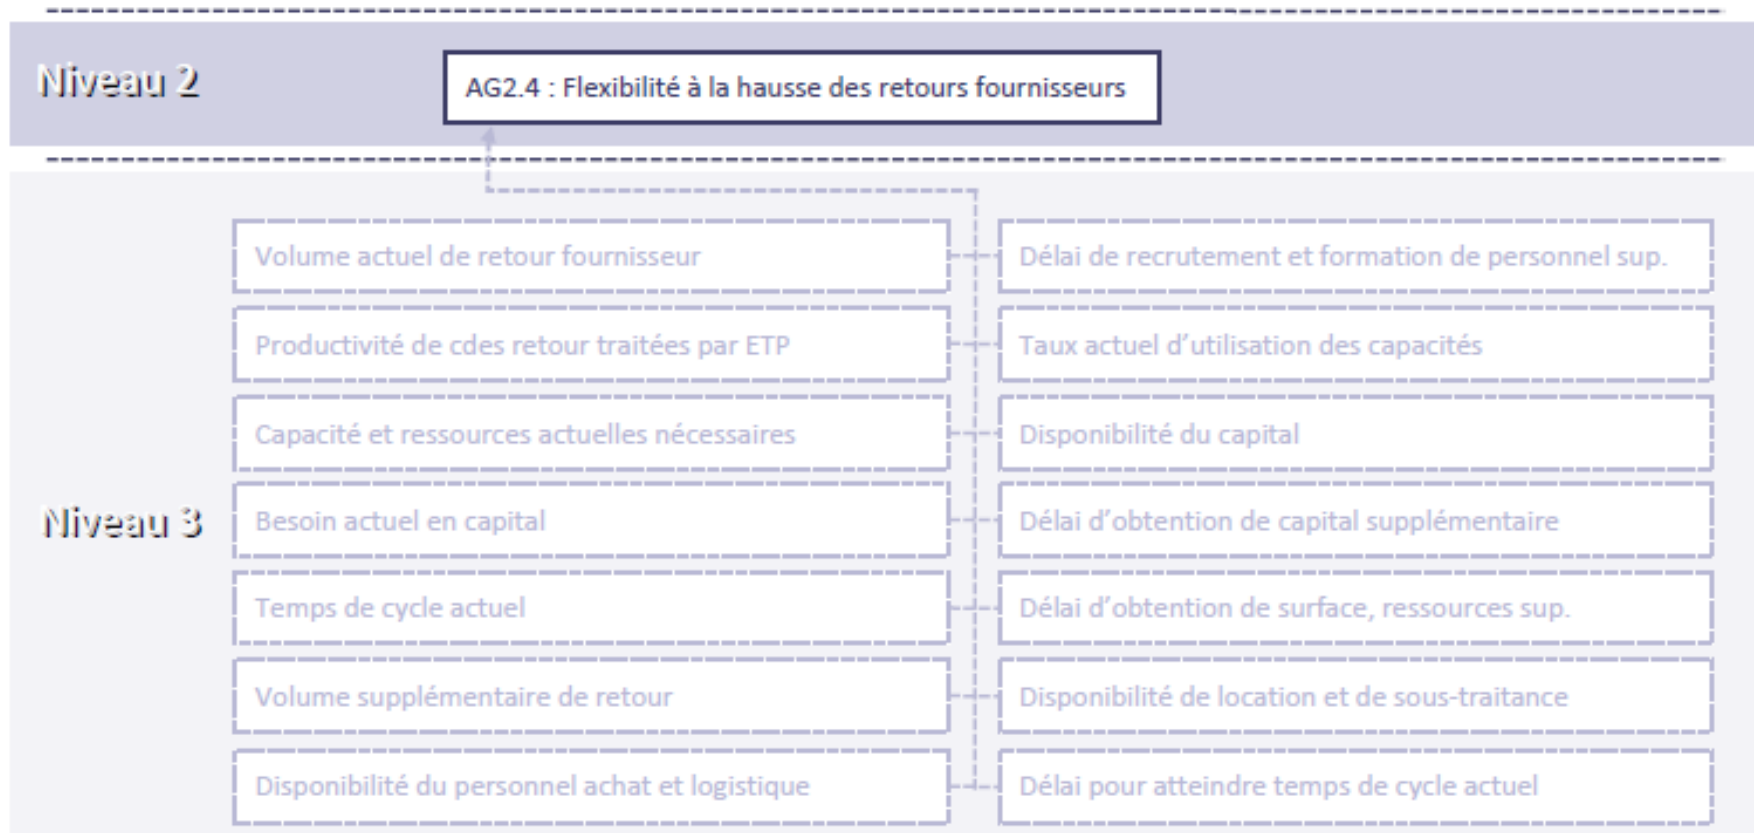 Niveau 2
AG2.4 : Flexibilité à la hausse des retours fournisseurs
Niveau 3
Volume actuel de retour fournisseur
Productivité de cdes retour traitées par ETP
Capacité et ressources actuelles nécessaires
Besoin actuel en capital
Temps de cycle actuel
Volume supplémentaire de retour
Disponibilité du personnel achat et logistique
Délai de recrutement et formation de personnel sup.
Taux actuel d'utilisation des capacités
Disponibilité du capital
Délai d'obtention de capital supplémentaire
Délai d'obtention de surface, ressources sup.
Disponibilité de location et de sous-traitance
Délai pour atteindre temps de cycle actuel